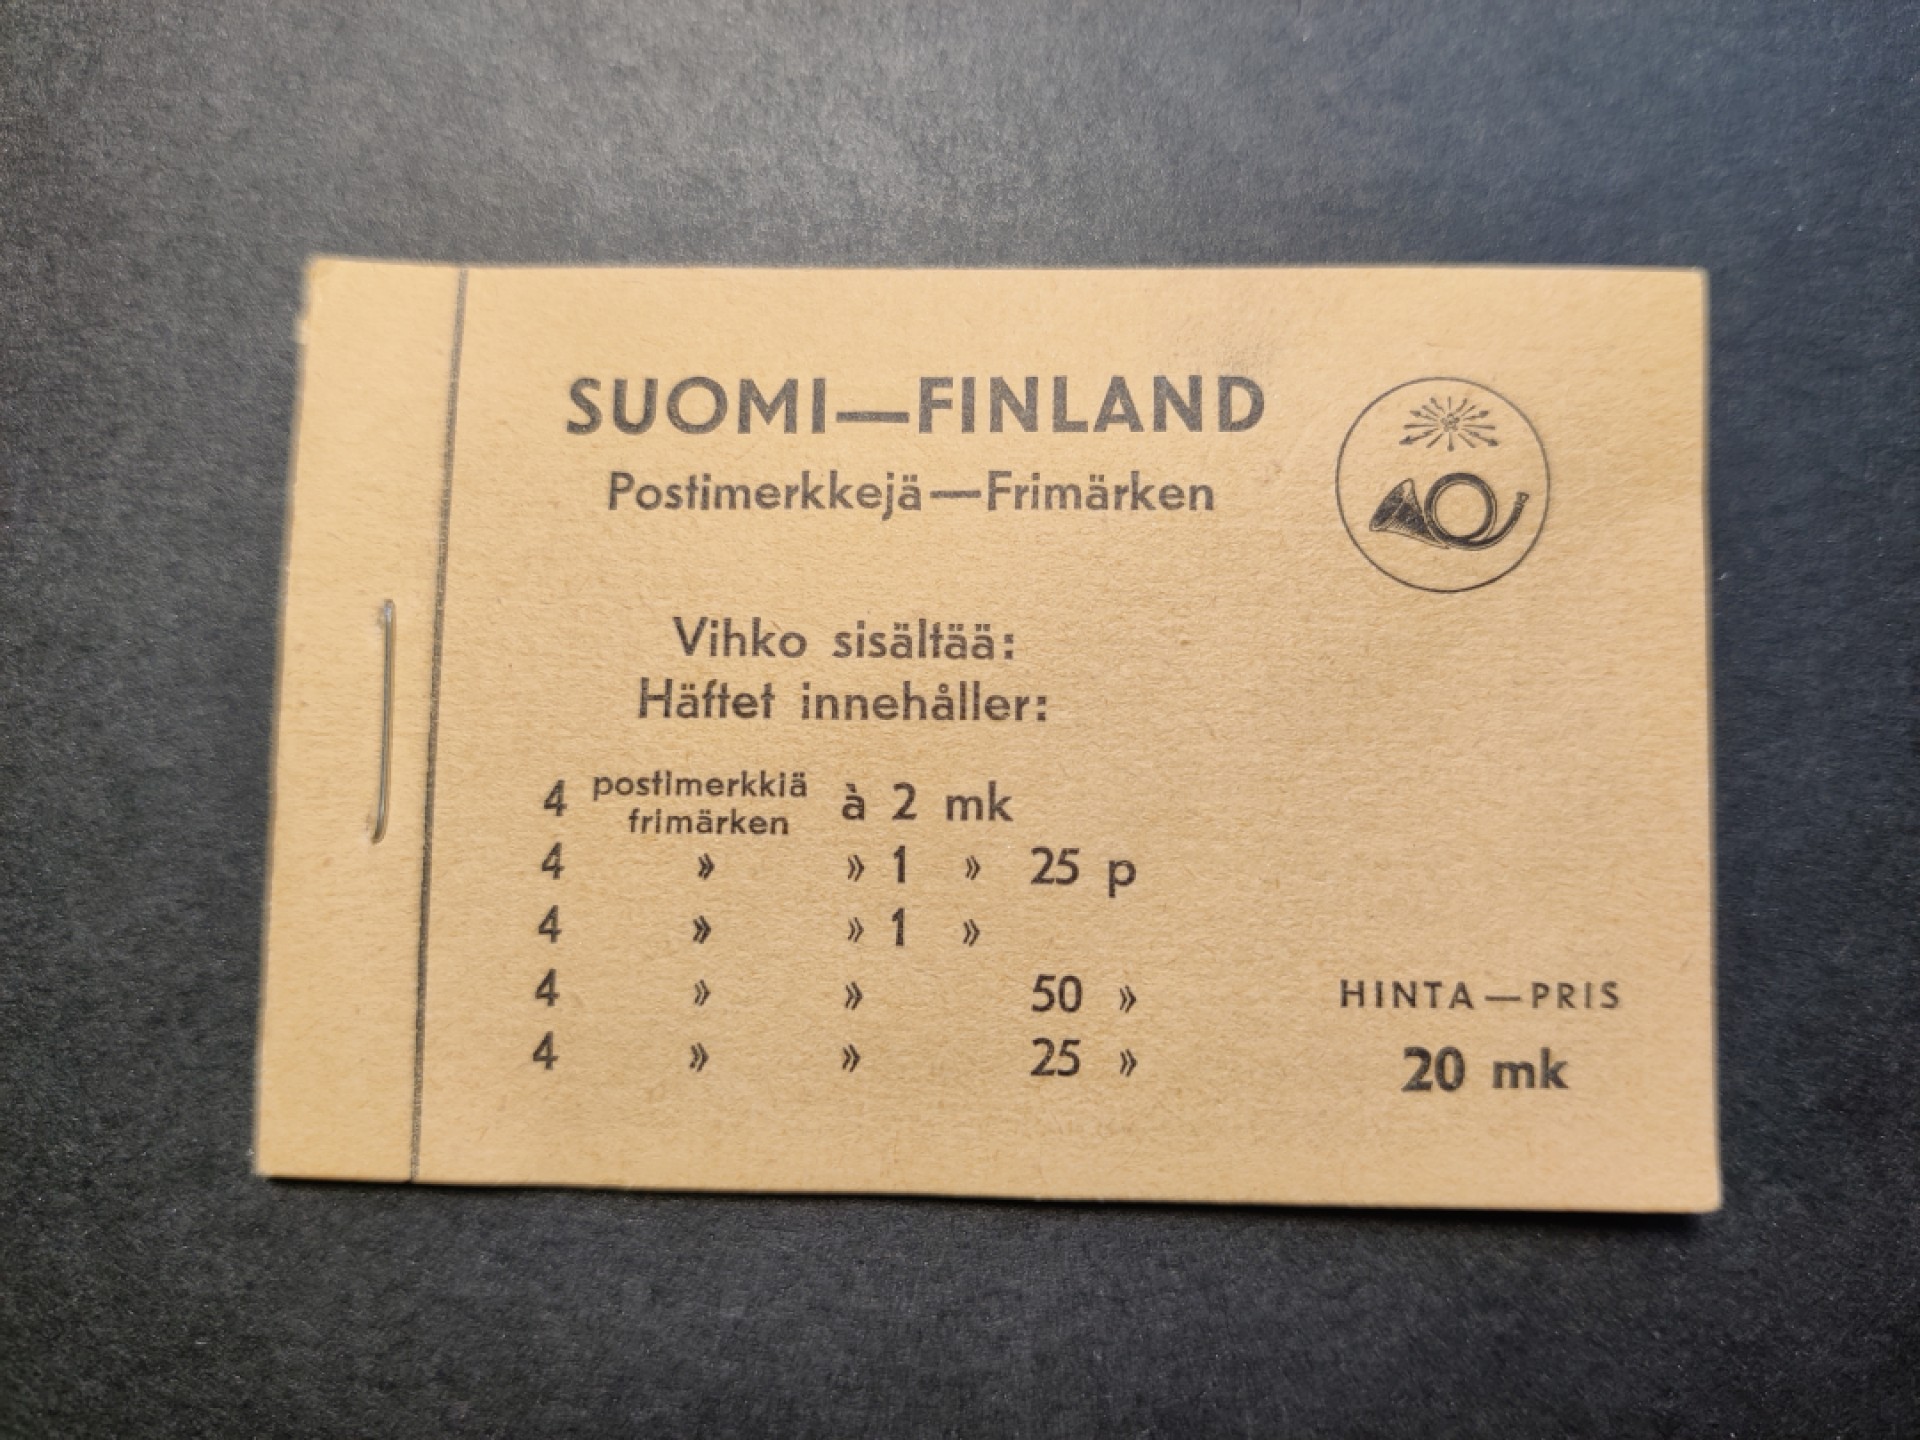 SUOMI—FINLAND
Postimerkkejä—Frimärken
Vihko sisältää:
Häftet innehåller:
4 postimerkkiä à 2 mk
frimärken
4 » » 1 » 25 p
4 » » 1 »
4 » » 50 »
4 » » 25 »
HINTA—PRIS
20 mk